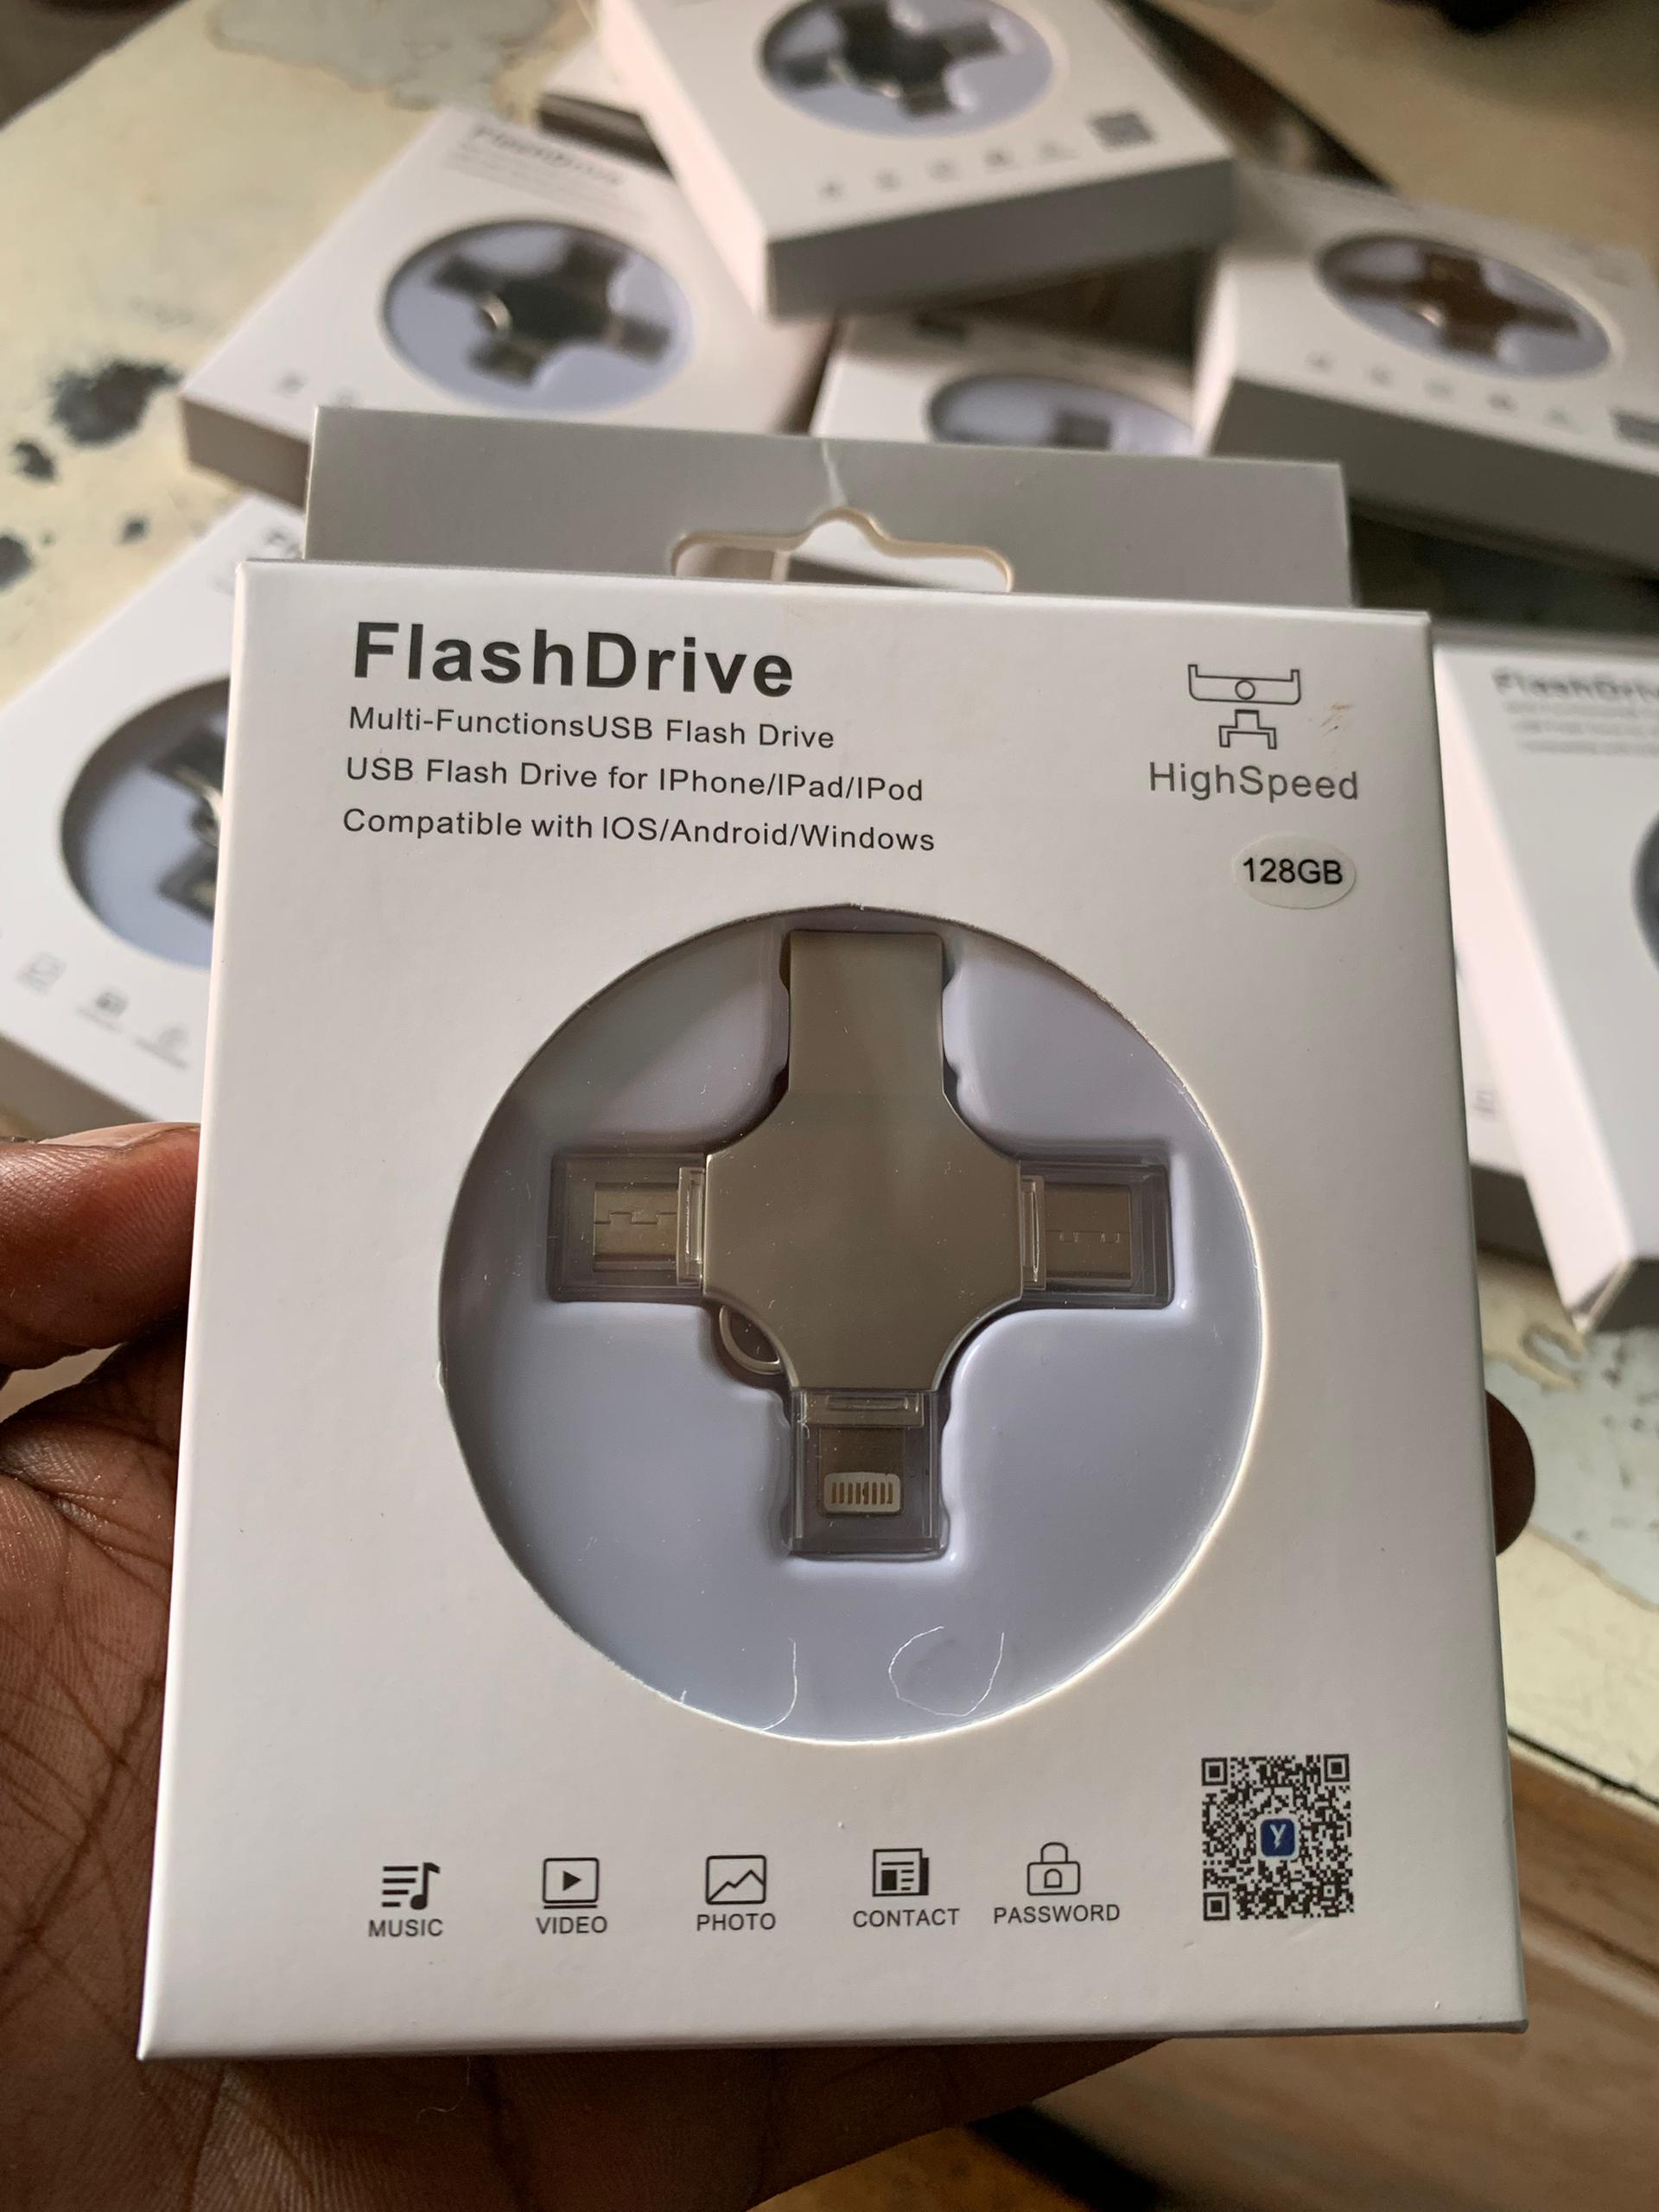 FlashDrive
Multi-FunctionsUSB Flash Drive
USB Flash Drive for IPhone/IPad/IPod
Compatible with IOS/Android/Windows
HighSpeed
128GB
MUSIC
VIDEO
PHOTO
CONTACT
PASSWORD
Y
FlashDrive